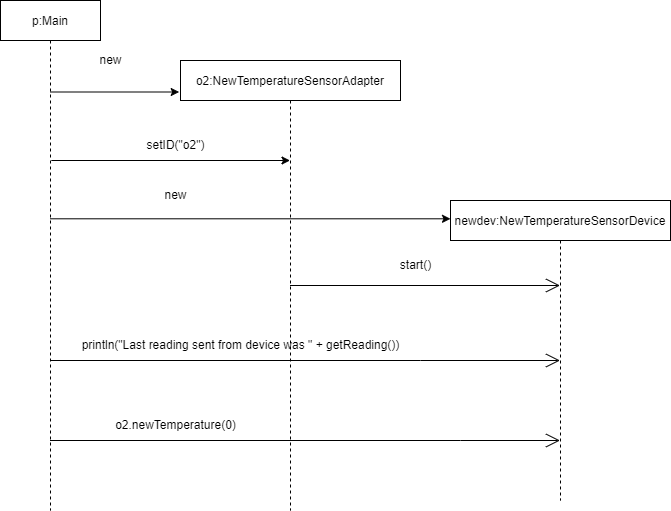 p:Main
new
o2:NewTemperatureSensorAdapter
setID("o2")
new
newdev:NewTemperatureSensorDevice
start()
println("Last reading sent from device was " + getReading())
o2.newTemperature(0)